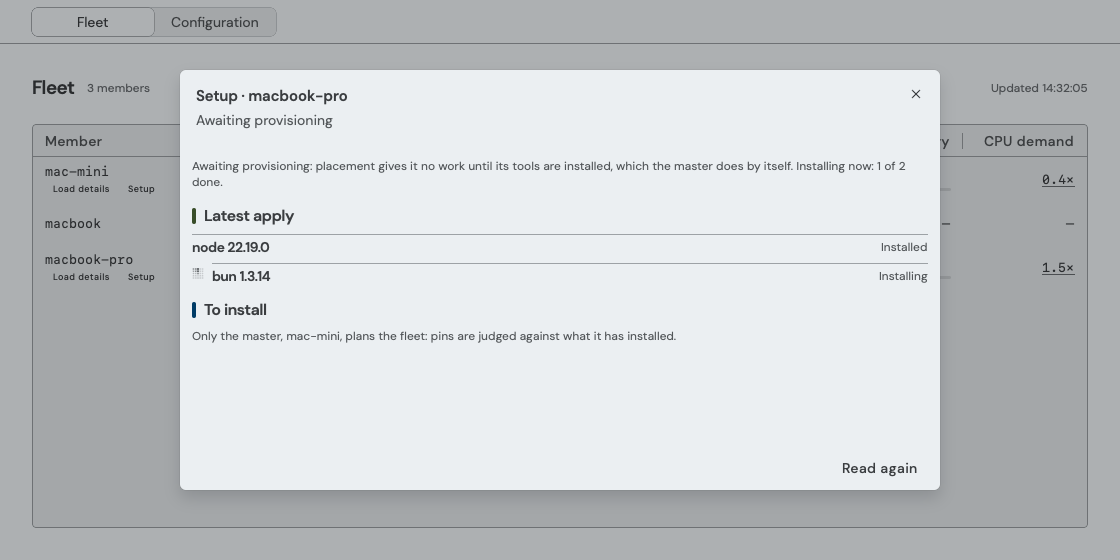 Fleet
Configuration
Fleet 3 members
Updated 14:32:05
Member
CPU demand
mac-mini
Load details Setup
0.4×
macbook
—
—
macbook-pro
Load details Setup
1.5×
Setup · macbook-pro
Awaiting provisioning
Awaiting provisioning: placement gives it no work until its tools are installed, which the master does by itself. Installing now: 1 of 2
done.
Latest apply
node 22.19.0 Installed
bun 1.3.14 Installing
To install
Only the master, mac-mini, plans the fleet: pins are judged against what it has installed.
Read again